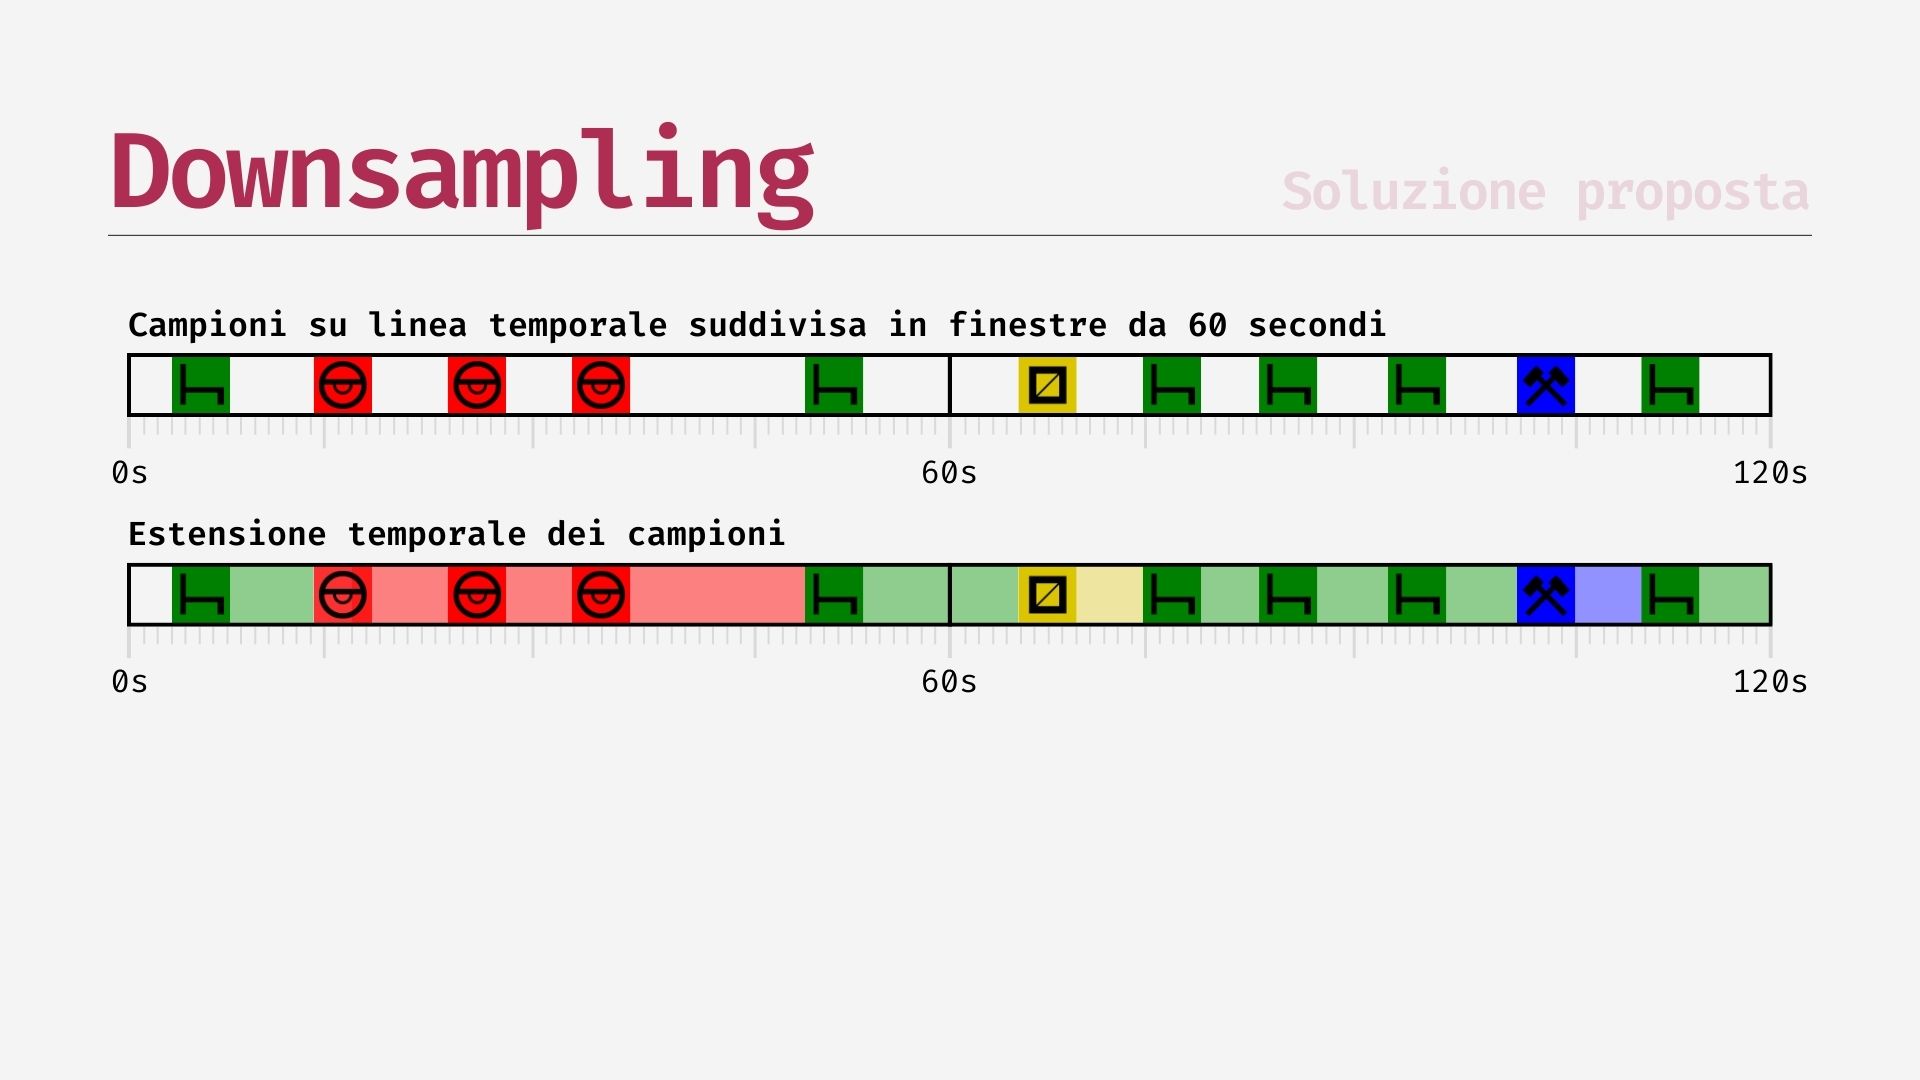 Downsampling
Soluzione proposta
Campioni su linea temporale suddivisa in finestre da 60 secondi
0s 60s 120s
Estensione temporale dei campioni
0s 60s 120s